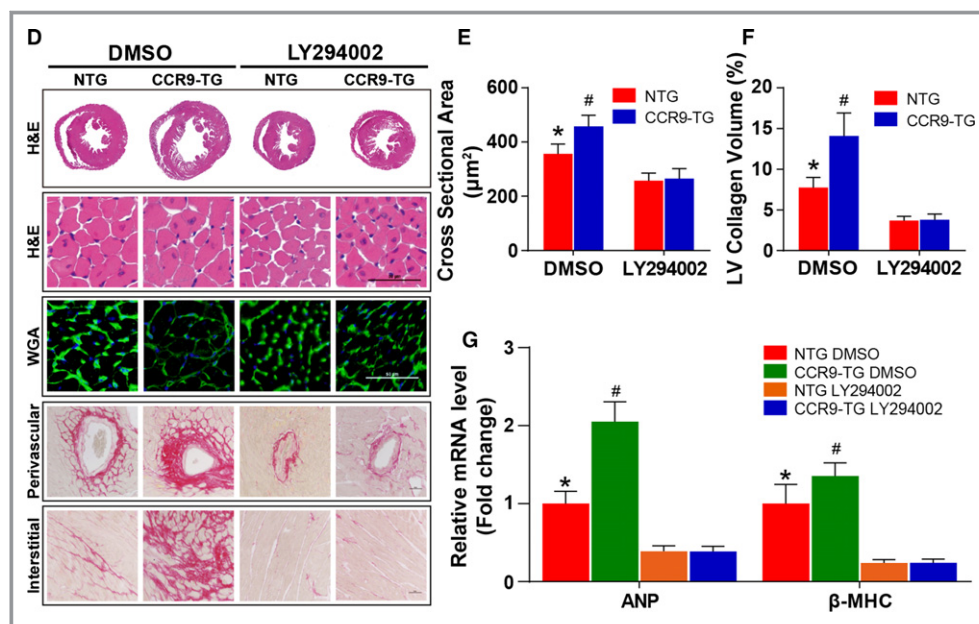 D
DMSO LY294002
NTG CCR9-TG NTG CCR9-TG
H&E
H&E
WGA
Perivascular
Interstitial
E
Cross Sectional Area
(µm²)
600
400
200
0
*
#
NTG
CCR9-TG
DMSO LY294002
F
LV Collagen Volume (%)
20
15
10
5
0
*
#
NTG
CCR9-TG
DMSO LY294002
G
Relative mRNA level
(Fold change)
3
2
1
0
*
#
*
#
NTG DMSO
CCR9-TG DMSO
NTG LY294002
CCR9-TG LY294002
ANP β-MHC